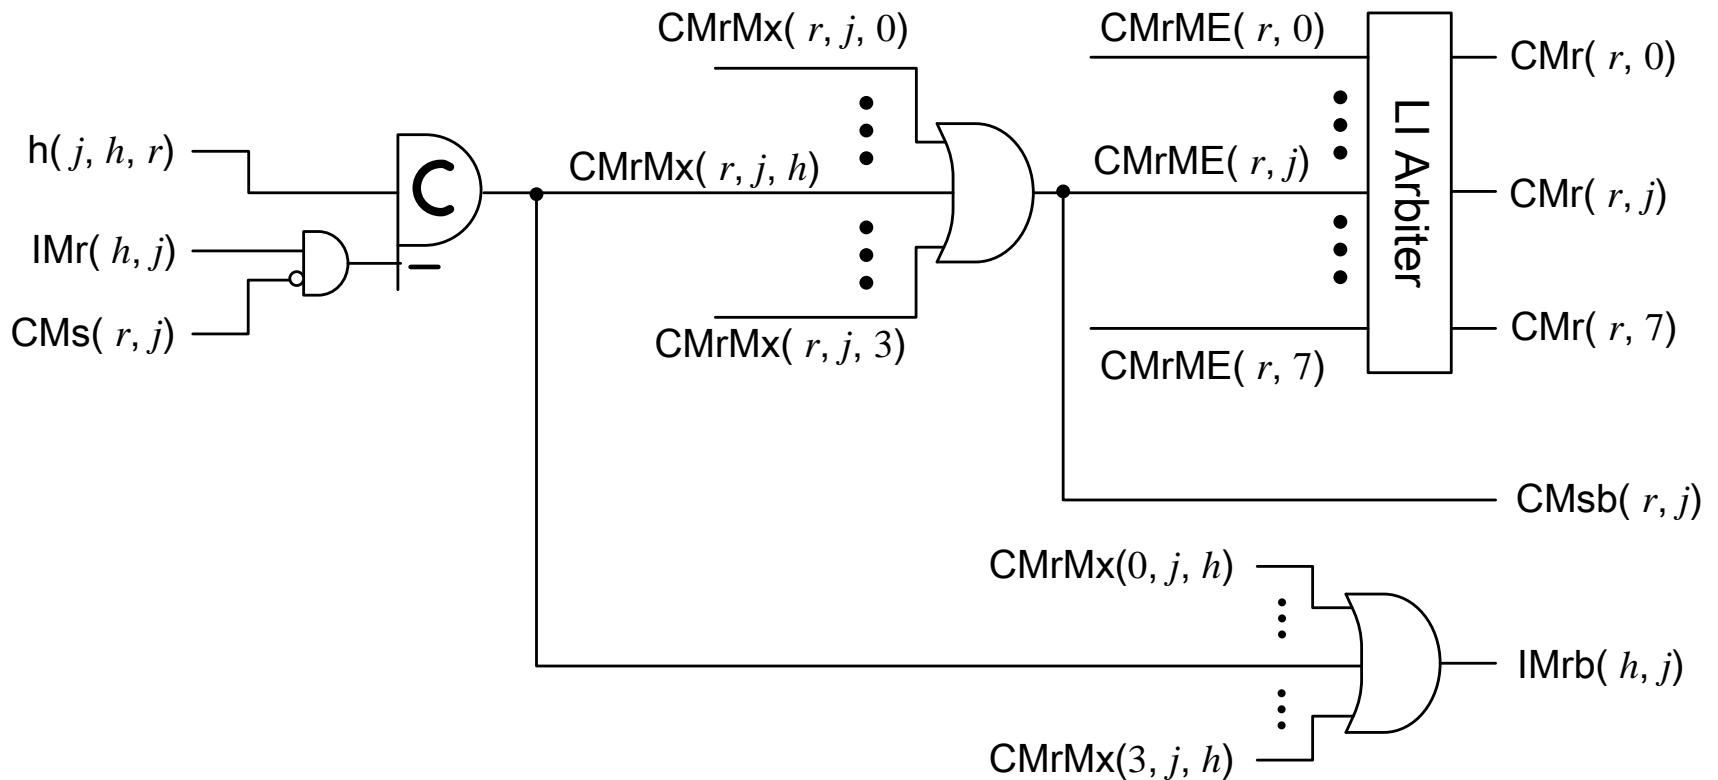 CMrMx( r, j, 0)
CMrME( r, 0)
CMr( r, 0)
h( j, h, r)
C
CMrMx( r, j, h)
CMrME( r, j)
LI Arbiter
CMr( r, j)
IMr( h, j)
−
CMs( r, j)
CMrMx( r, j, 3)
CMrME( r, 7)
CMr( r, 7)
CMsb( r, j)
CMrMx(0, j, h)
IMrb( h, j)
CMrMx(3, j, h)